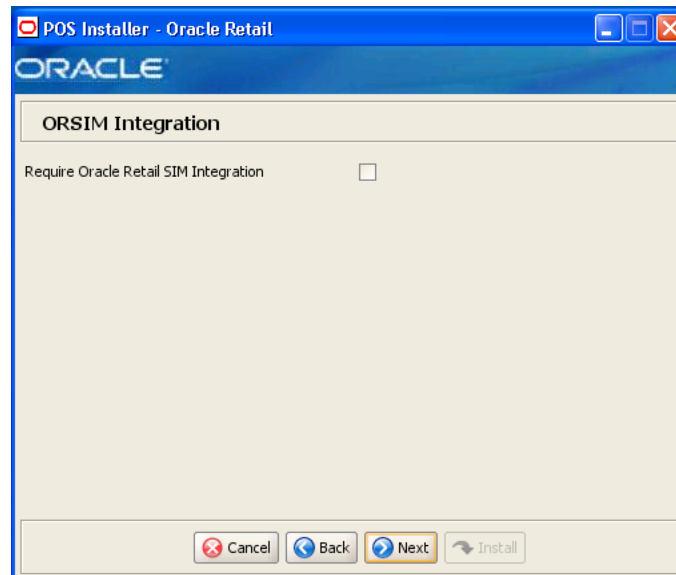 POS Installer - Oracle Retail
ORACLE
ORSIM Integration
Require Oracle Retail SIM Integration
Cancel Back Next Install